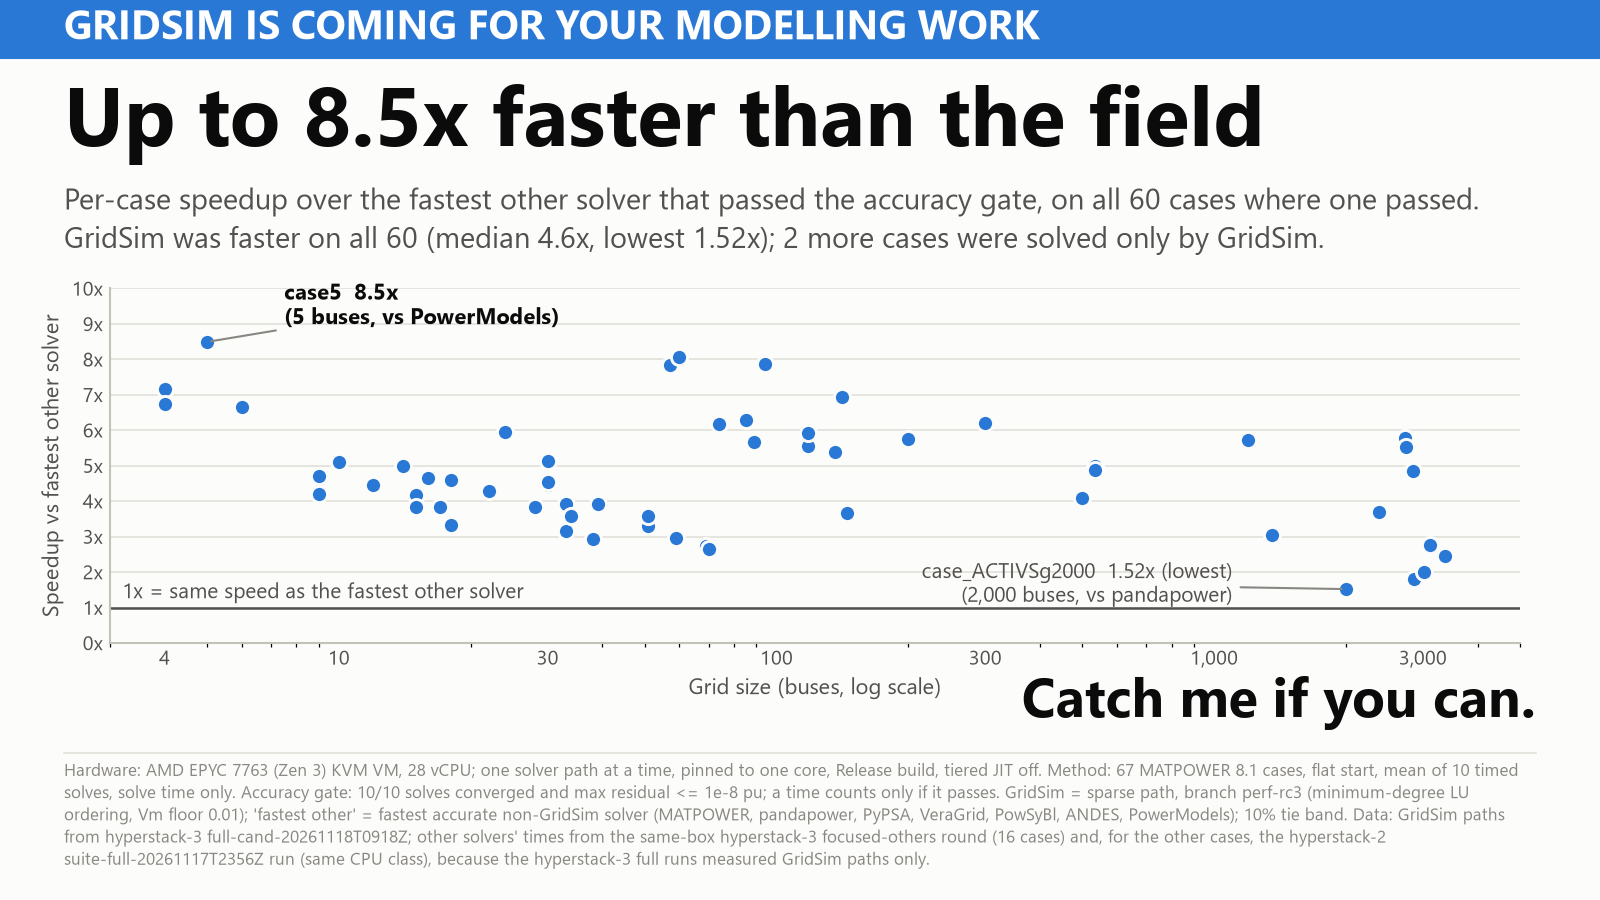 GRIDSIM IS COMING FOR YOUR MODELLING WORK
Up to 8.5x faster than the field
Per-case speedup over the fastest other solver that passed the accuracy gate, on all 60 cases where one passed.
GridSim was faster on all 60 (median 4.6x, lowest 1.52x); 2 more cases were solved only by GridSim.
Speedup vs fastest other solver
10x
9x
8x
7x
6x
5x
4x
3x
2x
1x
0x
case5 8.5x
(5 buses, vs PowerModels)
case_ACTIVSg2000 1.52x (lowest)
(2,000 buses, vs pandapower)
1x = same speed as the fastest other solver
4 10 30 100 300 1,000 3,000
Grid size (buses, log scale)
Catch me if you can.
Hardware: AMD EPYC 7763 (Zen 3) KVM VM, 28 vCPU; one solver path at a time, pinned to one core, Release build, tiered JIT off. Method: 67 MATPOWER 8.1 cases, flat start, mean of 10 timed
solves, solve time only. Accuracy gate: 10/10 solves converged and max residual <= 1e-8 pu; a time counts only if it passes. GridSim = sparse path, branch perf-rc3 (minimum-degree LU
ordering, Vm floor 0.01); 'fastest other' = fastest accurate non-GridSim solver (MATPOWER, pandapower, PyPSA, VeraGrid, PowSyBl, ANDES, PowerModels); 10% tie band. Data: GridSim paths
from hyperstack-3 full-cand-20261118T0918Z; other solvers' times from the same-box hyperstack-3 focused-others round (16 cases) and, for the other cases, the hyperstack-2
suite-full-20261117T2356Z run (same CPU class), because the hyperstack-3 full runs measured GridSim paths only.